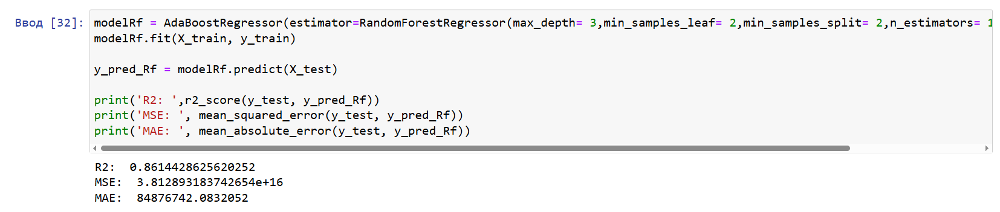 Ввод [32]: modelRf = AdaBoostRegressor(estimator=RandomForestRegressor(max_depth= 3,min_samples_leaf= 2,min_samples_split= 2,n_estimators= 1
modelRf.fit(X_train, y_train)
y_pred_Rf = modelRf.predict(X_test)
print('R2: ',r2_score(y_test, y_pred_Rf))
print('MSE: ', mean_squared_error(y_test, y_pred_Rf))
print('MAE: ', mean_absolute_error(y_test, y_pred_Rf))
R2:  0.8614428625620252
MSE:  3.812893183742654e+16
MAE:  84876742.0832052